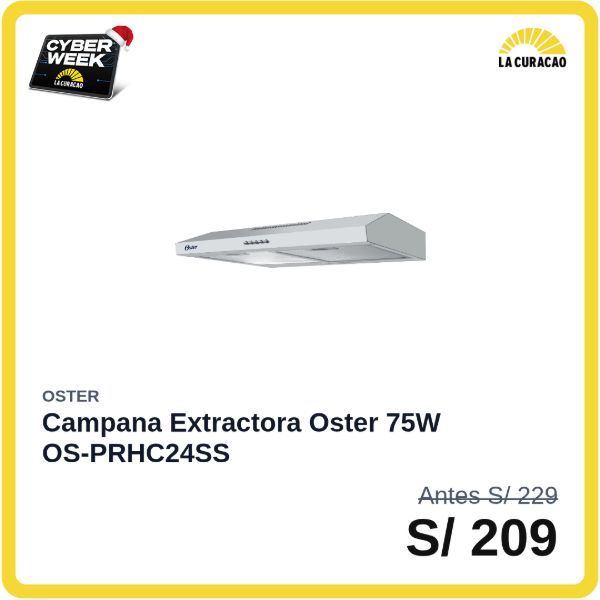 CYBER
WEEK
LA CURACAO
LA CURACAO
Oster
OSTER
Campana Extractora Oster 75W
OS-PRHC24SS
Antes S/ 229
S/ 209